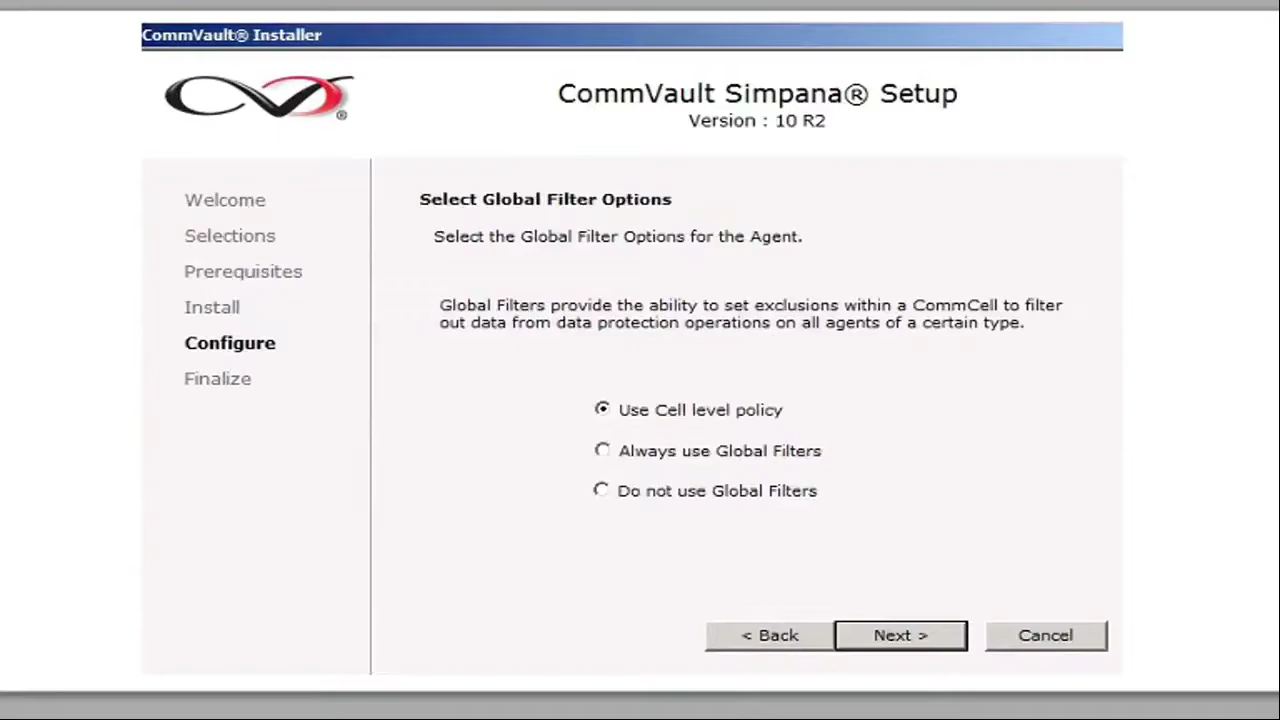 CommVault® Installer
CV®
CommVault Simpana® Setup
Version : 10 R2
Welcome
Selections
Prerequisites
Install
Configure
Finalize
Select Global Filter Options
Select the Global Filter Options for the Agent.
Global Filters provide the ability to set exclusions within a CommCell to filter
out data from data protection operations on all agents of a certain type.
Use Cell level policy
Always use Global Filters
Do not use Global Filters
< Back
Next >
Cancel